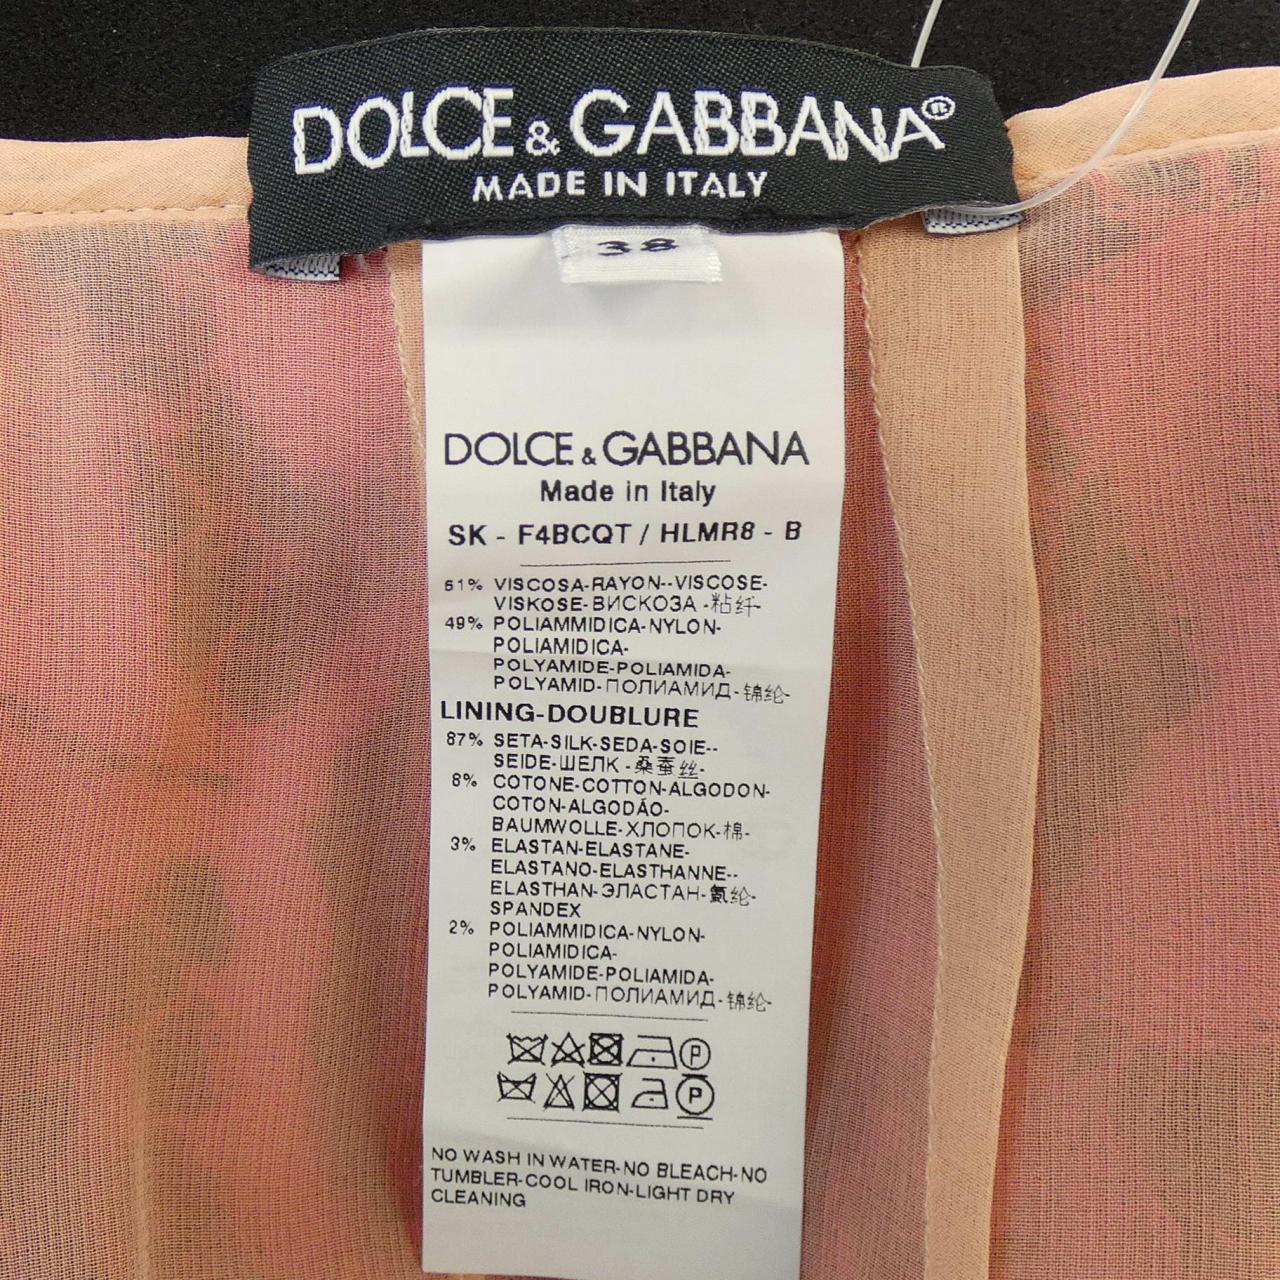 DOLCE & GABBANA®
MADE IN ITALY
38
DOLCE & GABBANA
Made in Italy
SK - F4BCQT / HLMR8 - B
51% VISCOSA-RAYON--VISCOSE-
VISKOSE-ВИСКОЗА -粘纤-
49% POLIAMMIDICA-NYLON-
POLIAMIDICA-
POLYAMIDE-POLIAMIDA-
POLYAMID-ПОЛИАМИД-锦纶-
LINING-DOUBLURE
87% SETA-SILK-SEDA-SOIE--
SEIDE-ШЕЛК -桑蚕丝-
8% COTONE-COTTON-ALGODON-
COTON-ALGODÃO-
BAUMWOLLE-ХЛОПОК-棉-
3% ELASTAN-ELASTANE-
ELASTANO-ELASTHANNE--
ELASTHAN-ЭЛАСТАН-氨纶-
SPANDEX
2% POLIAMMIDICA-NYLON-
POLIAMIDICA-
POLYAMIDE-POLIAMIDA-
POLYAMID-ПОЛИАМИД-锦纶-
P
P
NO WASH IN WATER-NO BLEACH-NO
TUMBLER-COOL IRON-LIGHT DRY
CLEANING